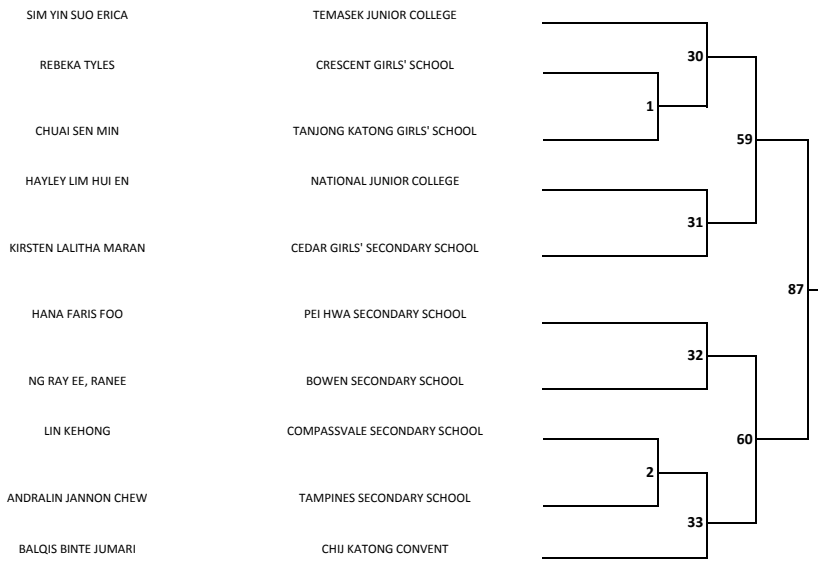 SIM YIN SUO ERICA TEMASEK JUNIOR COLLEGE
30
REBEKA TYLES CRESCENT GIRLS' SCHOOL
1
CHUAI SEN MIN TANJONG KATONG GIRLS' SCHOOL
59
HAYLEY LIM HUI EN NATIONAL JUNIOR COLLEGE
31
KIRSTEN LALITHA MARAN CEDAR GIRLS' SECONDARY SCHOOL
87
HANA FARIS FOO PEI HWA SECONDARY SCHOOL
32
NG RAY EE, RANEE BOWEN SECONDARY SCHOOL
LIN KEHONG COMPASSVALE SECONDARY SCHOOL
60
2
ANDRALIN JANNON CHEW TAMPINES SECONDARY SCHOOL
33
BALQIS BINTE JUMARI CHIJ KATONG CONVENT